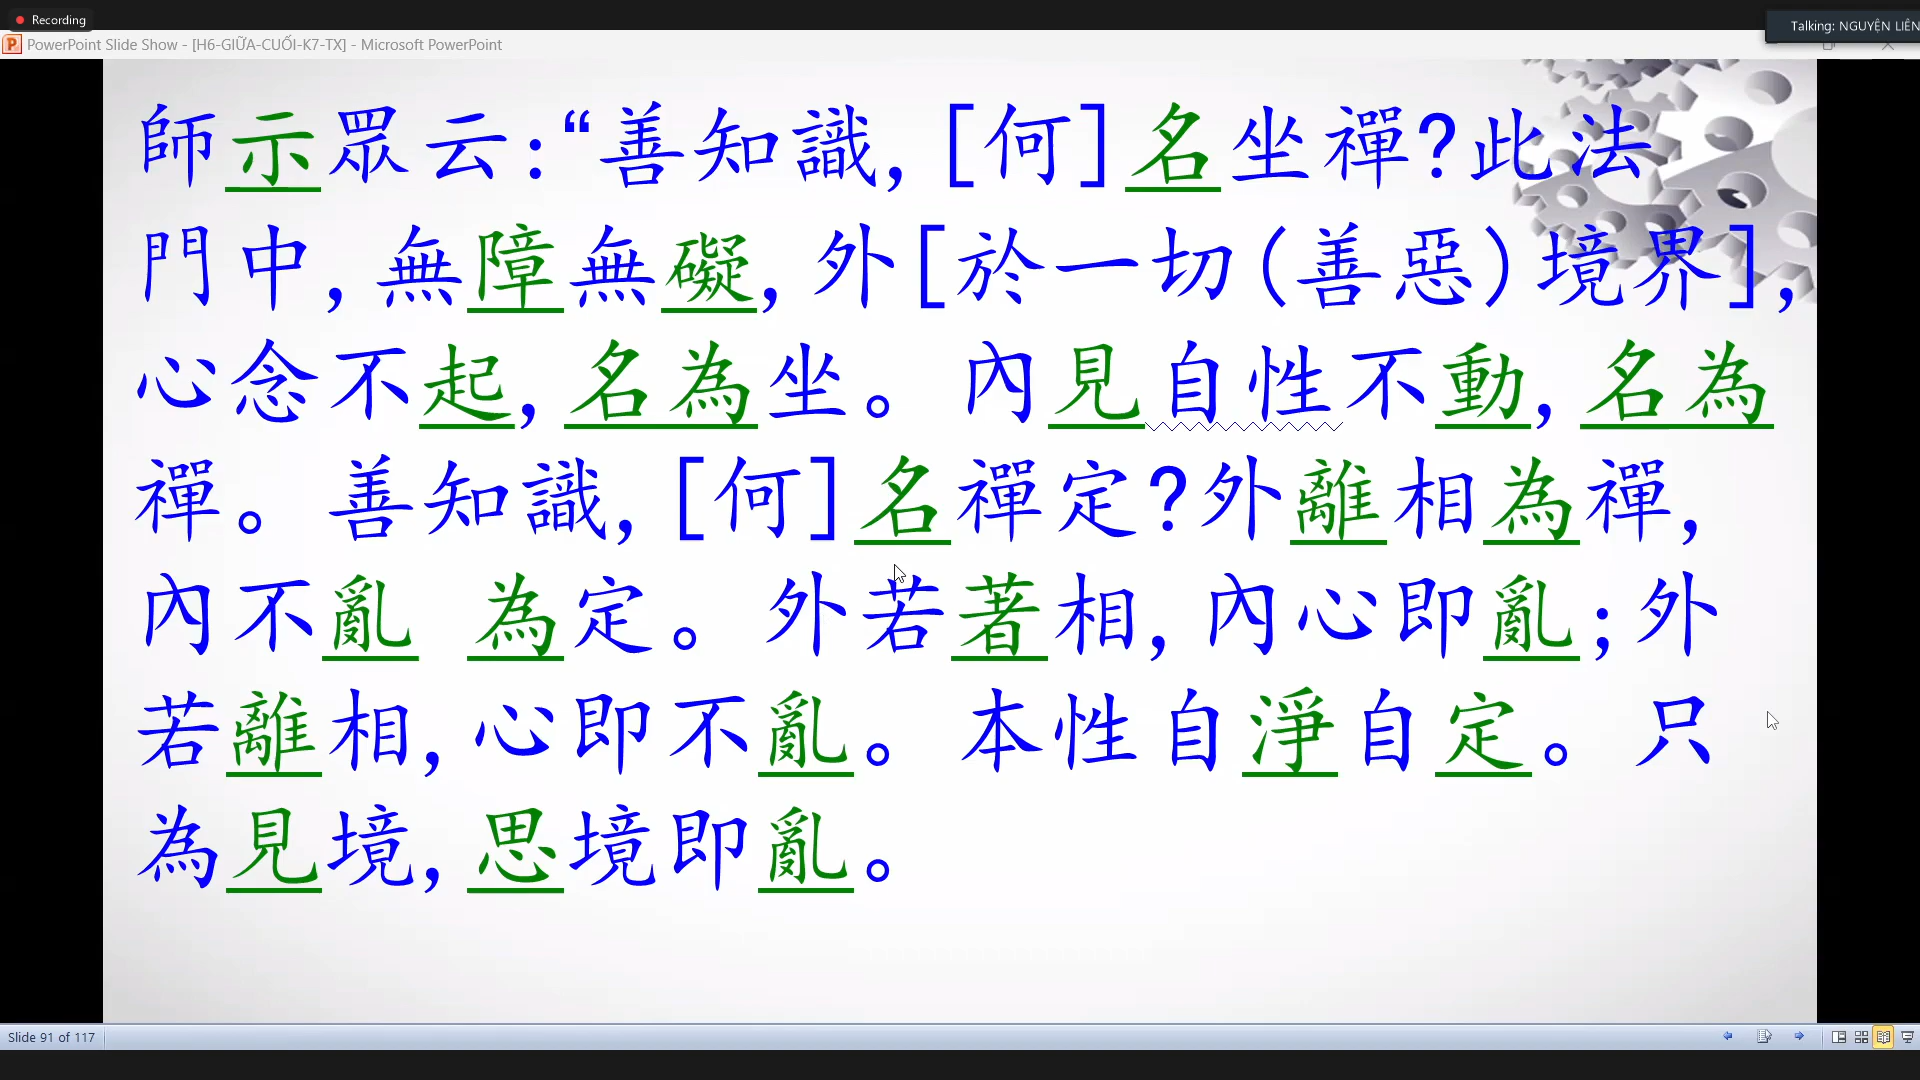 Recording
Talking: NGUYỆN LIÊN
PowerPoint Slide Show - [H6-GIỮA-CUỐI-K7-TX] - Microsoft PowerPoint
師示眾云:“善知識, [何]名坐禪?此法
門中, 無障無礙, 外[於一切(善惡)境界],
心念不起, 名為坐。內見自性不動, 名為
禪。善知識, [何]名禪定?外離相為禪,
內不亂 為定。外若著相, 內心即亂; 外
若離相, 心即不亂。本性自淨自定。只
為見境, 思境即亂。
Slide 91 of 117